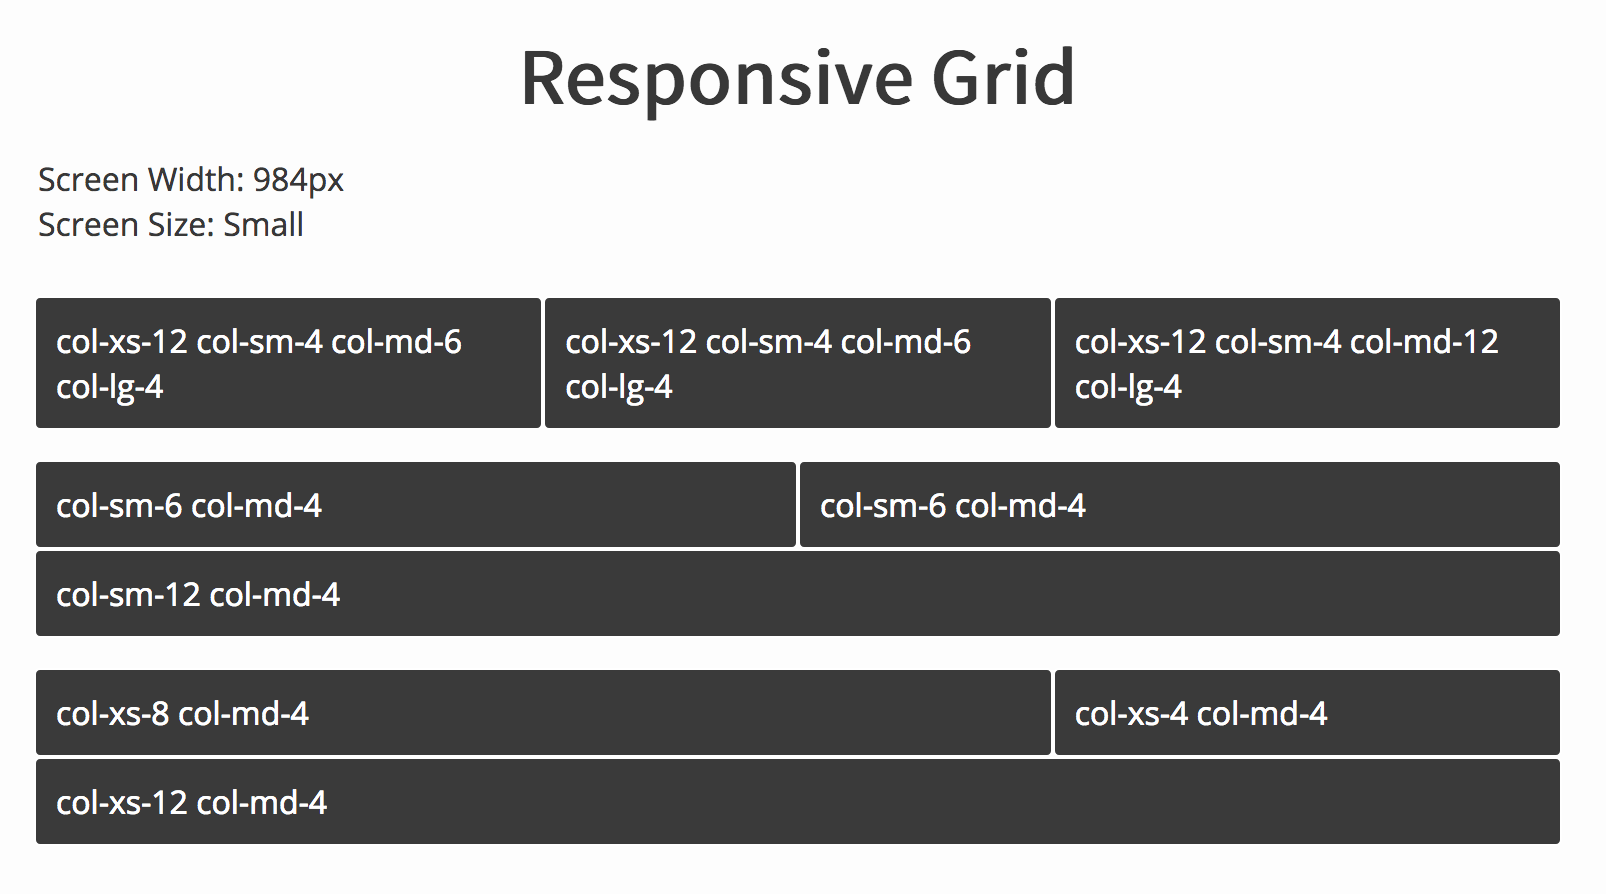 Responsive Grid
Screen Width: 984px
Screen Size: Small
col-xs-12 col-sm-4 col-md-6
col-lg-4
col-xs-12 col-sm-4 col-md-6
col-lg-4
col-xs-12 col-sm-4 col-md-12
col-lg-4
col-sm-6 col-md-4
col-sm-6 col-md-4
col-sm-12 col-md-4
col-xs-8 col-md-4
col-xs-4 col-md-4
col-xs-12 col-md-4